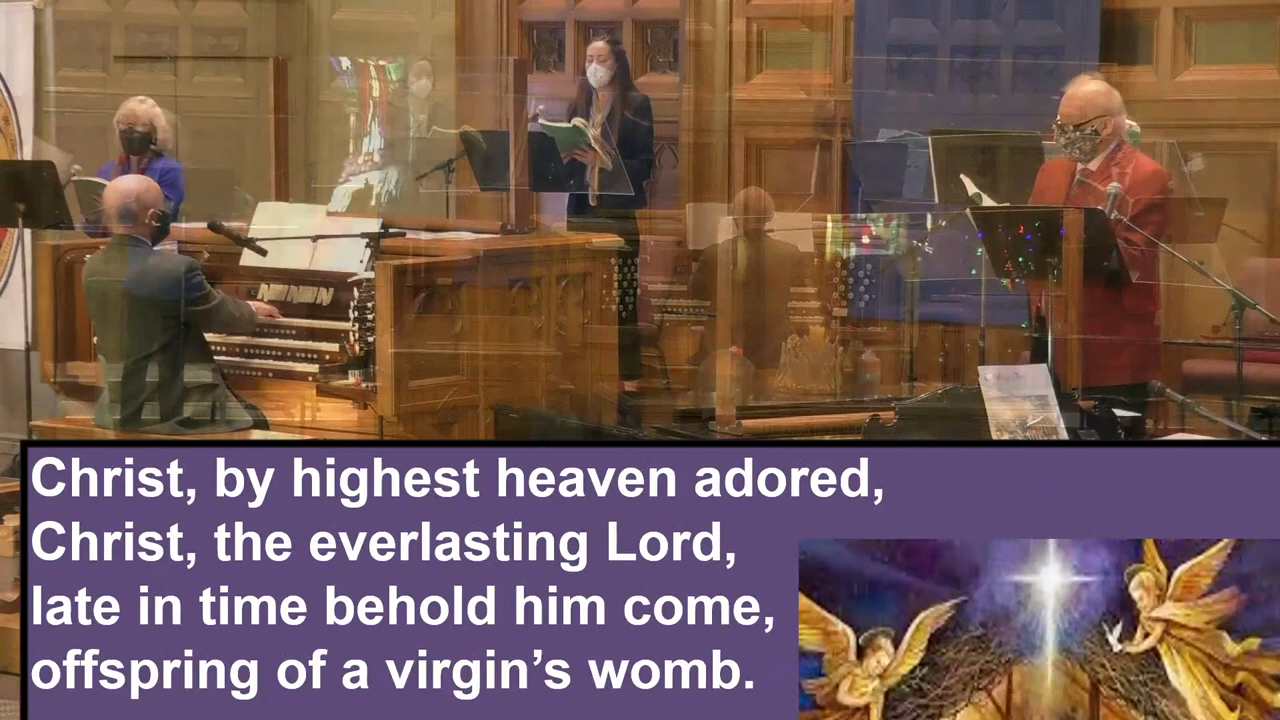 Christ, by highest heaven adored,
Christ, the everlasting Lord,
late in time behold him come,
offspring of a virgin’s womb.